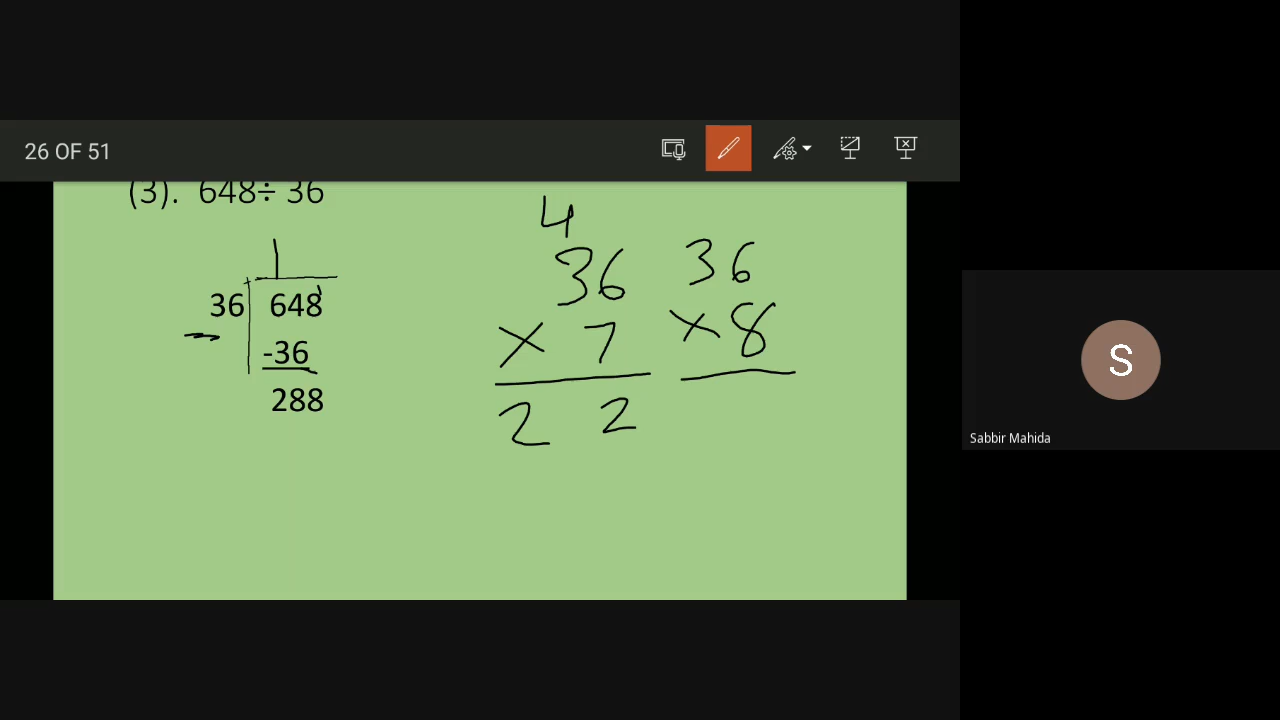 26 OF 51
(3). 648÷ 36
1
36 648
-36
288
4
36
× 7
2 2
36
×8
S
Sabbir Mahida